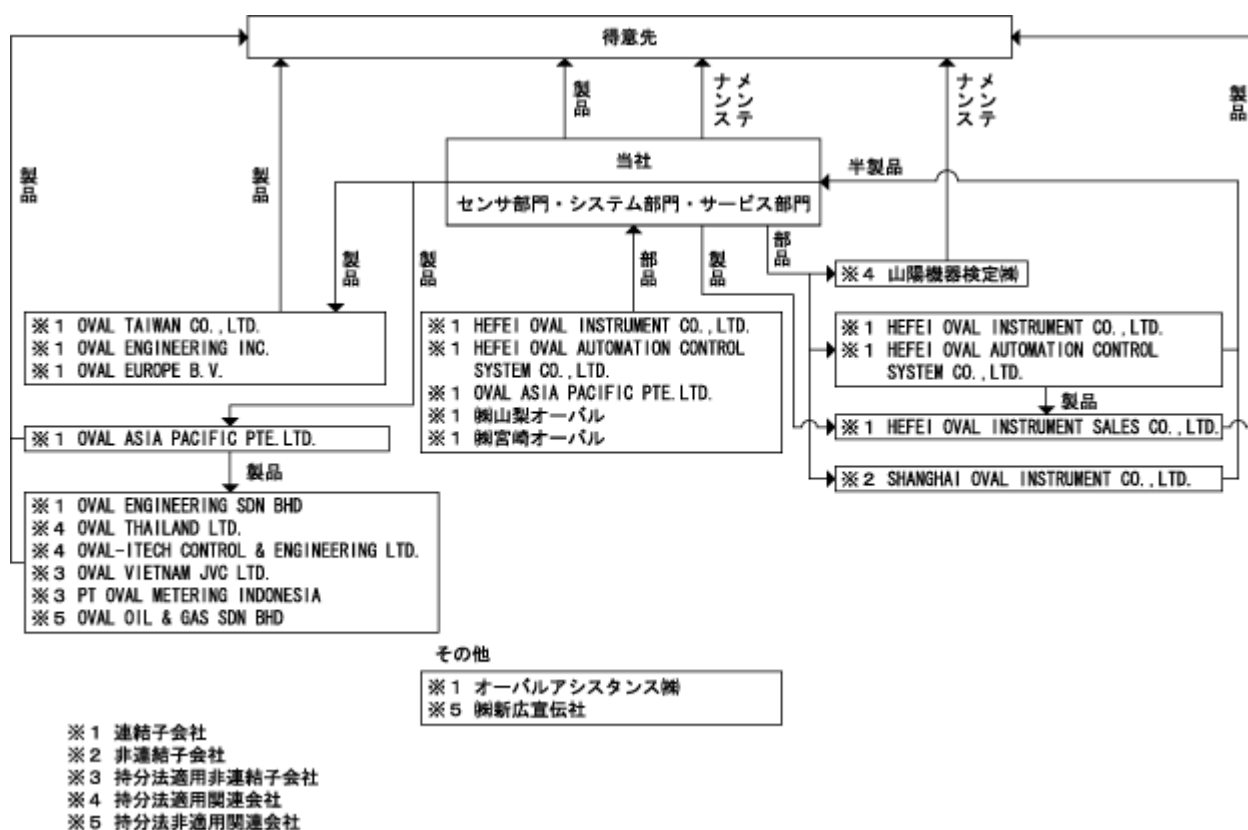 得意先
製品
メンテナンス
メンテナンス
製品
製品
製品
当社
センサ部門・システム部門・サービス部門
半製品
製品
製品
部品
製品
部品
※4 山陽機器検定㈱
※1 OVAL TAIWAN CO.,LTD.
※1 OVAL ENGINEERING INC.
※1 OVAL EUROPE B.V.
※1 HEFEI OVAL INSTRUMENT CO.,LTD.
※1 HEFEI OVAL AUTOMATION CONTROL
SYSTEM CO.,LTD.
※1 OVAL ASIA PACIFIC PTE.LTD.
※1 ㈱山梨オーバル
※1 ㈱宮崎オーバル
※1 HEFEI OVAL INSTRUMENT CO.,LTD.
※1 HEFEI OVAL AUTOMATION CONTROL
SYSTEM CO.,LTD.
製品
※1 HEFEI OVAL INSTRUMENT SALES CO.,LTD.
※2 SHANGHAI OVAL INSTRUMENT CO.,LTD.
※1 OVAL ASIA PACIFIC PTE.LTD.
製品
※1 OVAL ENGINEERING SDN BHD
※4 OVAL THAILAND LTD.
※4 OVAL-ITECH CONTROL & ENGINEERING LTD.
※3 OVAL VIETNAM JVC LTD.
※3 PT OVAL METERING INDONESIA
※5 OVAL OIL & GAS SDN BHD
その他
※1 オーバルアシスタンス㈱
※5 ㈱新広宣伝社
※1 連結子会社
※2 非連結子会社
※3 持分法適用非連結子会社
※4 持分法適用関連会社
※5 持分法非適用関連会社